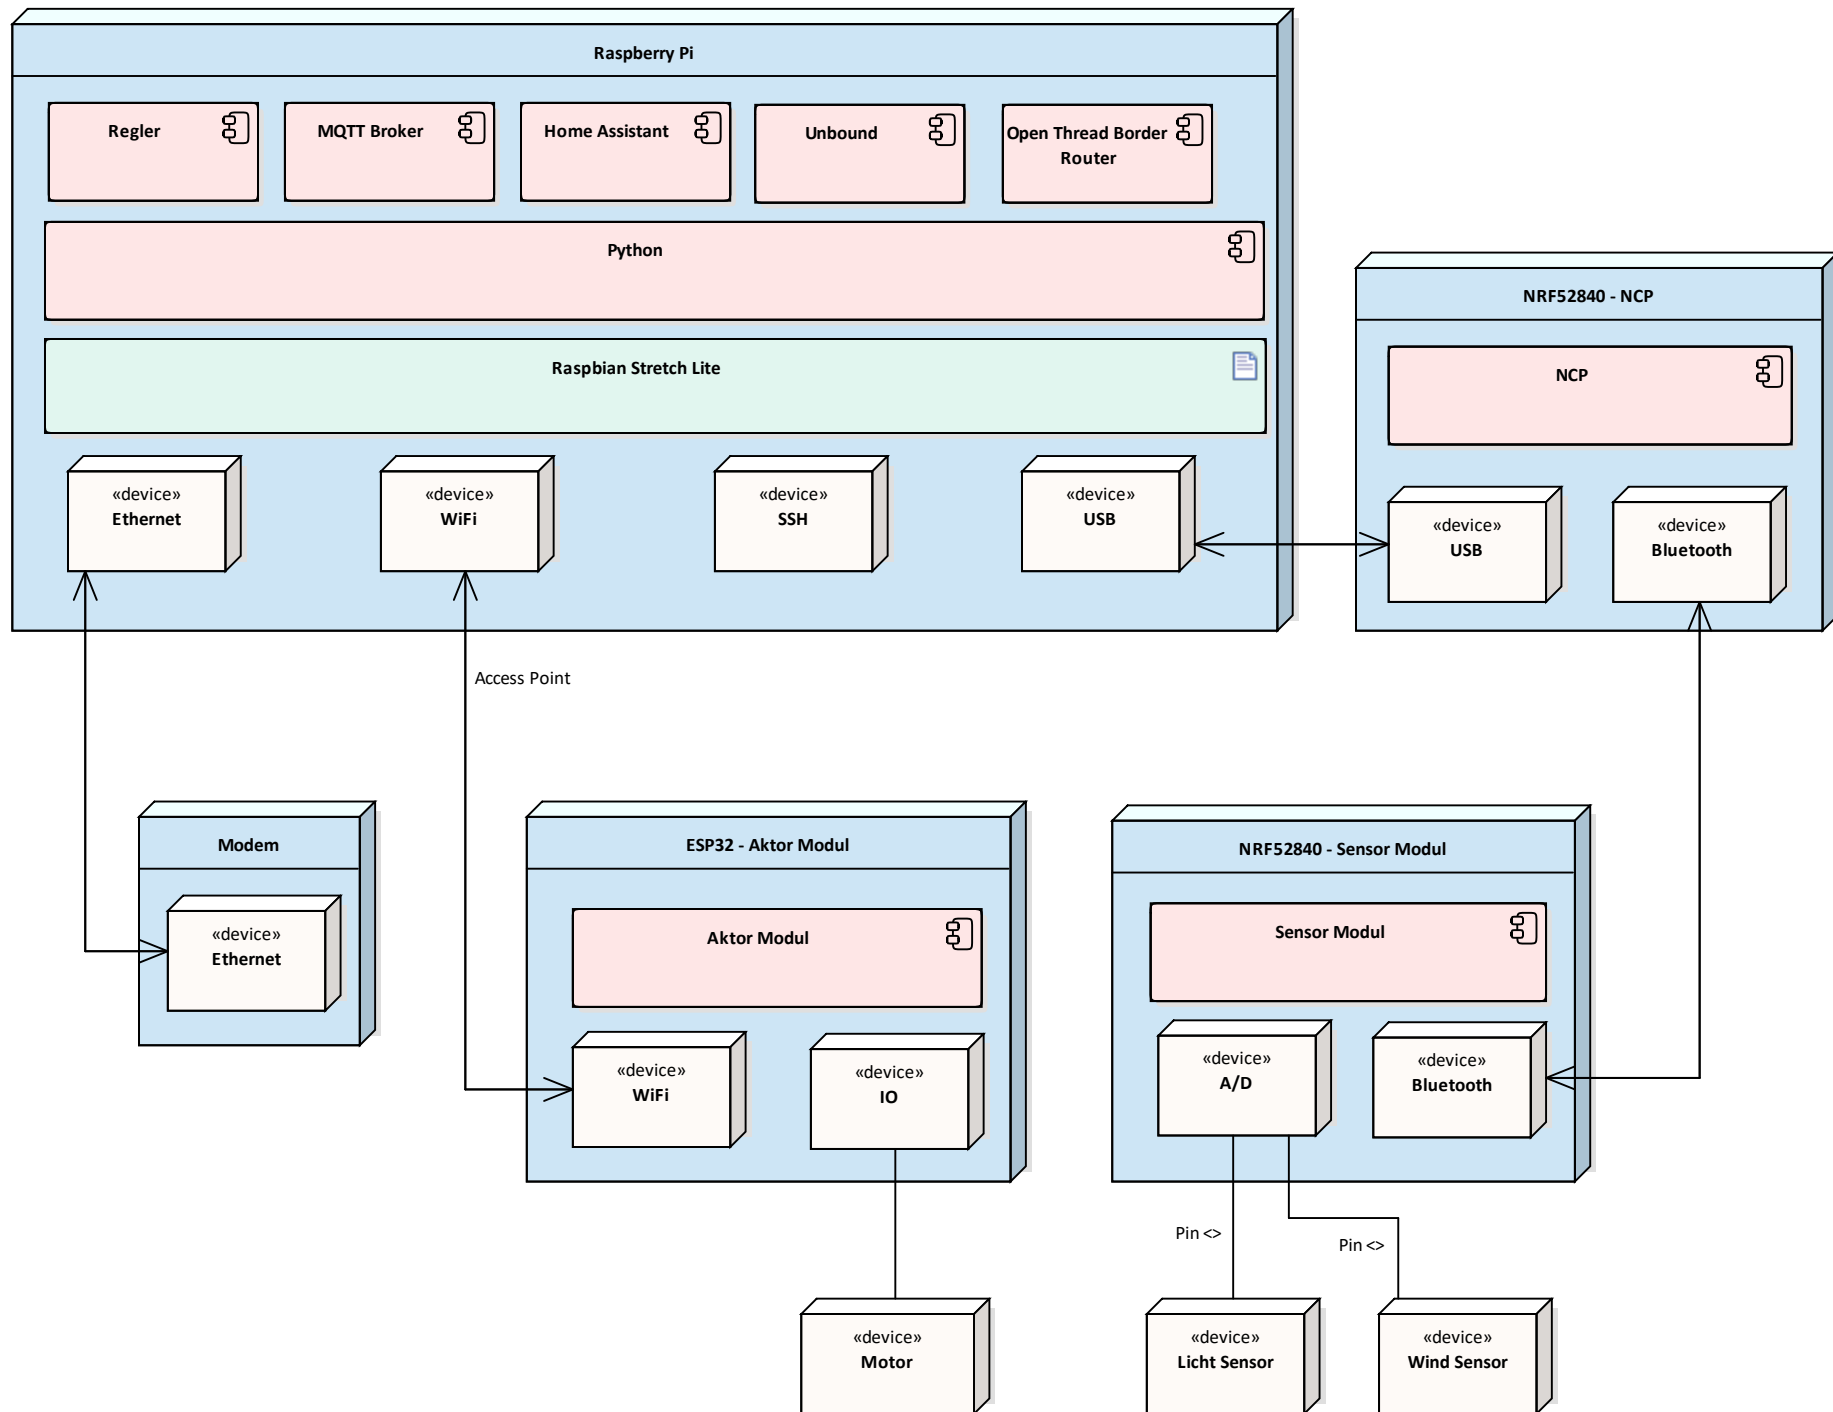 Raspberry Pi
Regler
MQTT Broker
Home Assistant
Unbound
Open Thread Border
Router
Python
Raspbian Stretch Lite
«device»
Ethernet
«device»
WiFi
«device»
SSH
«device»
USB
NRF52840 - NCP
NCP
«device»
USB
«device»
Bluetooth
Access Point
Modem
«device»
Ethernet
ESP32 - Aktor Modul
Aktor Modul
«device»
WiFi
«device»
IO
NRF52840 - Sensor Modul
Sensor Modul
«device»
A/D
«device»
Bluetooth
Pin <>
Pin <>
«device»
Motor
«device»
Licht Sensor
«device»
Wind Sensor